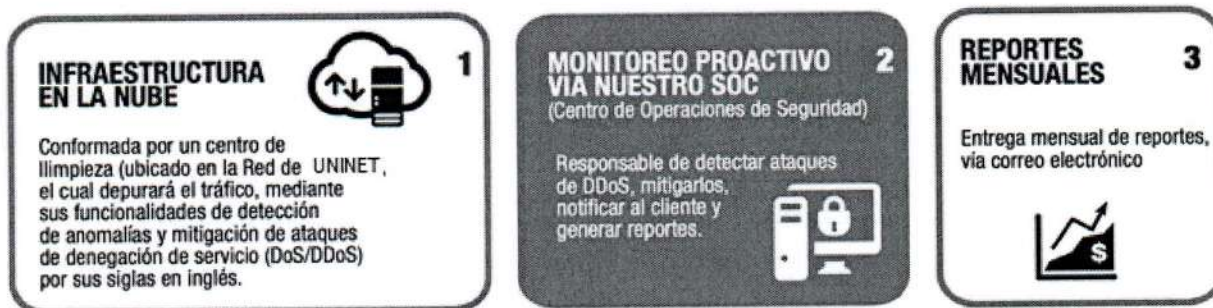 INFRAESTRUCTURA
EN LA NUBE
1
Conformada por un centro de
llimpieza (ubicado en la Red de UNINET,
el cual depurará el tráfico, mediante
sus funcionalidades de detección
de anomalías y mitigación de ataques
de denegación de servicio (DoS/DDoS)
por sus siglas en inglés.
MONITOREO PROACTIVO
VIA NUESTRO SOC
2
(Centro de Operaciones de Seguridad)
Responsable de detectar ataques
de DDoS, mitigarlos,
notificar al cliente y
generar reportes.
REPORTES
MENSUALES
3
Entrega mensual de reportes,
vía correo electrónico
$